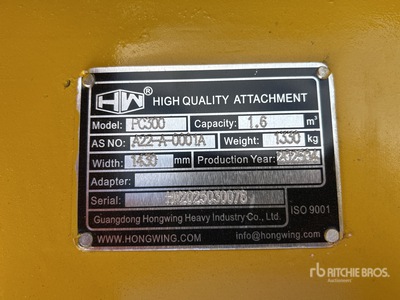 HW® HIGH QUALITY ATTACHMENT
Model: PC300 Capacity: 1.6 m³
AS NO: A22-A-0001A Weight: 1330 kg
Width: 1430 mm Production Year:
Adapter:
Serial: HW2025030076
Guangdong Hongwing Heavy Industry Co., Ltd.
ISO 9001
WWW.HONGWING.COM info@hongwing.com
rb RITCHIE BROS.
Auctioneers